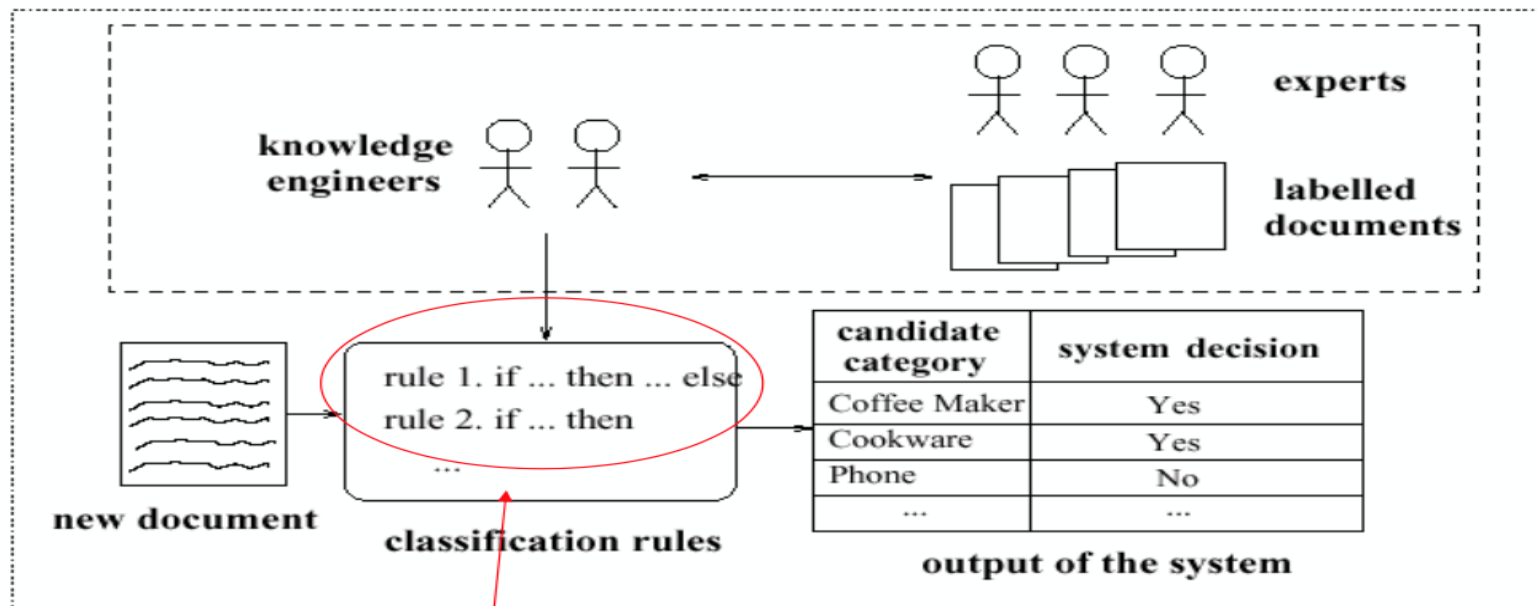 experts
knowledge
engineers
labelled
documents
rule 1. if ... then ... else
rule 2. if ... then
...
new document
classification rules
candidate
category
system decision
Coffee Maker Yes
Cookware Yes
Phone No
... ...
output of the system